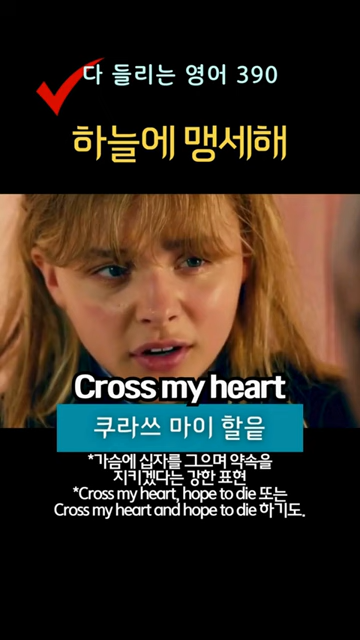 다 들리는 영어 390
하늘에 맹세해
Cross my heart
쿠라쓰 마이 할읕
*가슴에 십자를 그으며 약속을
지키겠다는 강한 표현
*Cross my heart, hope to die 또는
Cross my heart and hope to die 하기도.